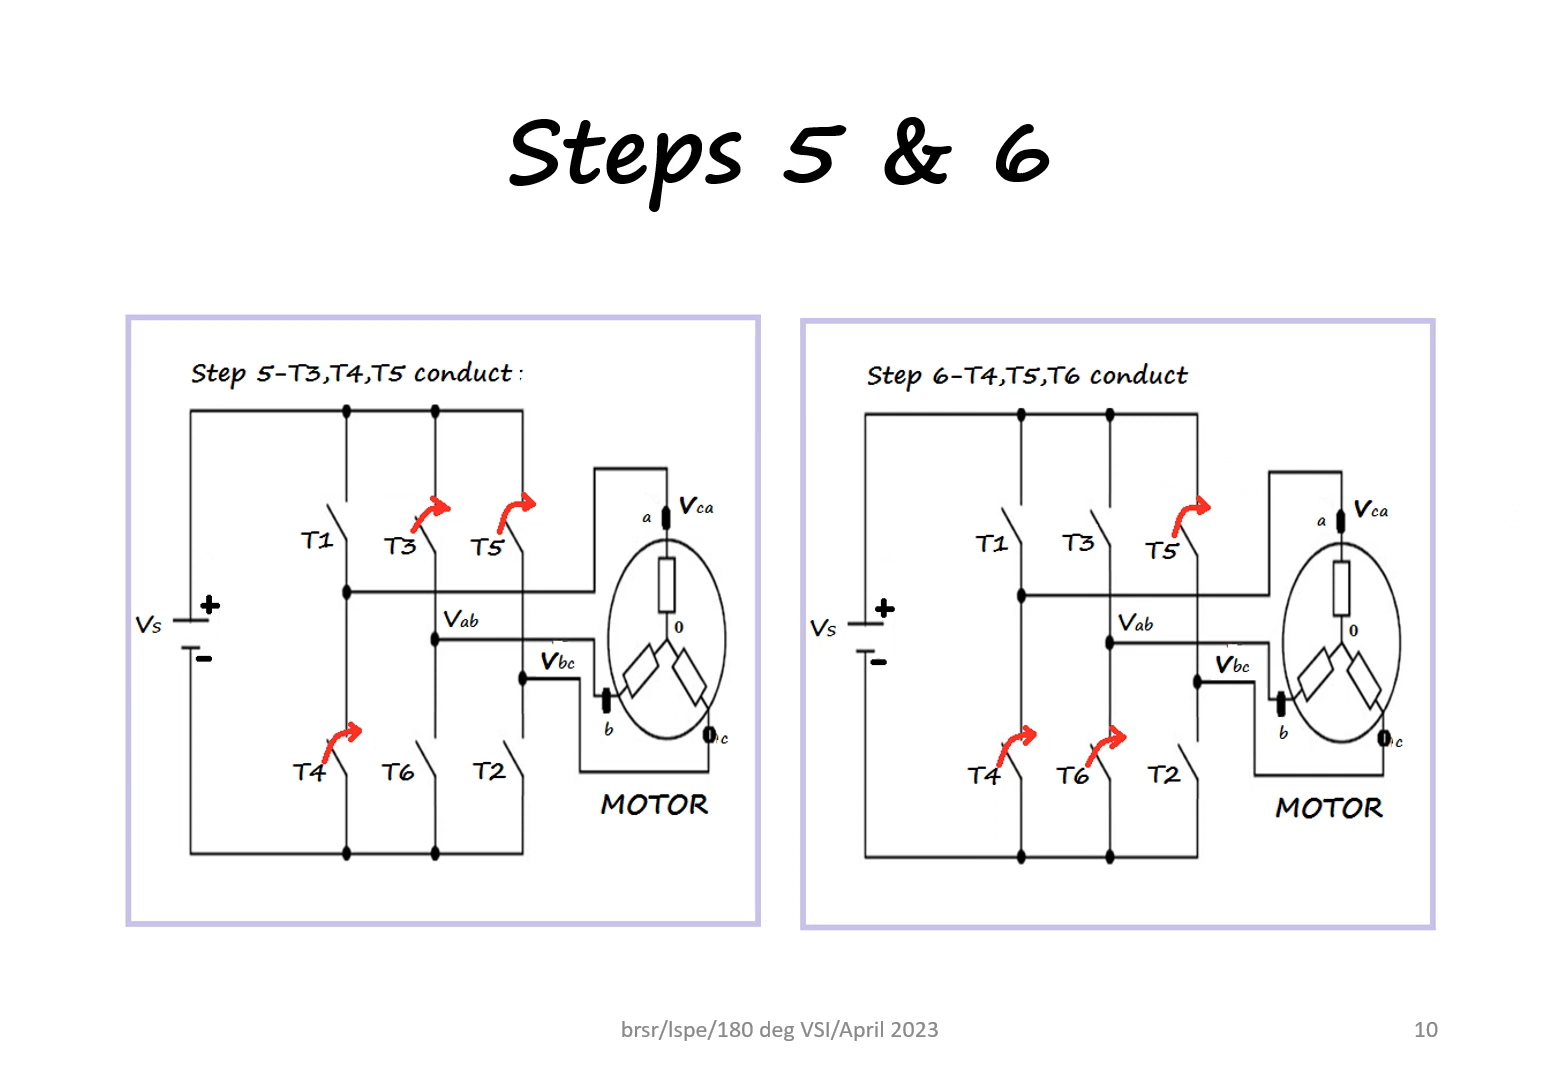 Steps 5 & 6
Step 5-T3,T4,T5 conduct :
T1
T3
T5
a
Vca
Vs
+
-
Vab
0
Vbc
b
c
T4
T6
T2
MOTOR
Step 6-T4,T5,T6 conduct
T1
T3
T5
a
Vca
Vs
+
-
Vab
0
Vbc
b
c
T4
T6
T2
MOTOR
brsr/lspe/180 deg VSI/April 2023
10